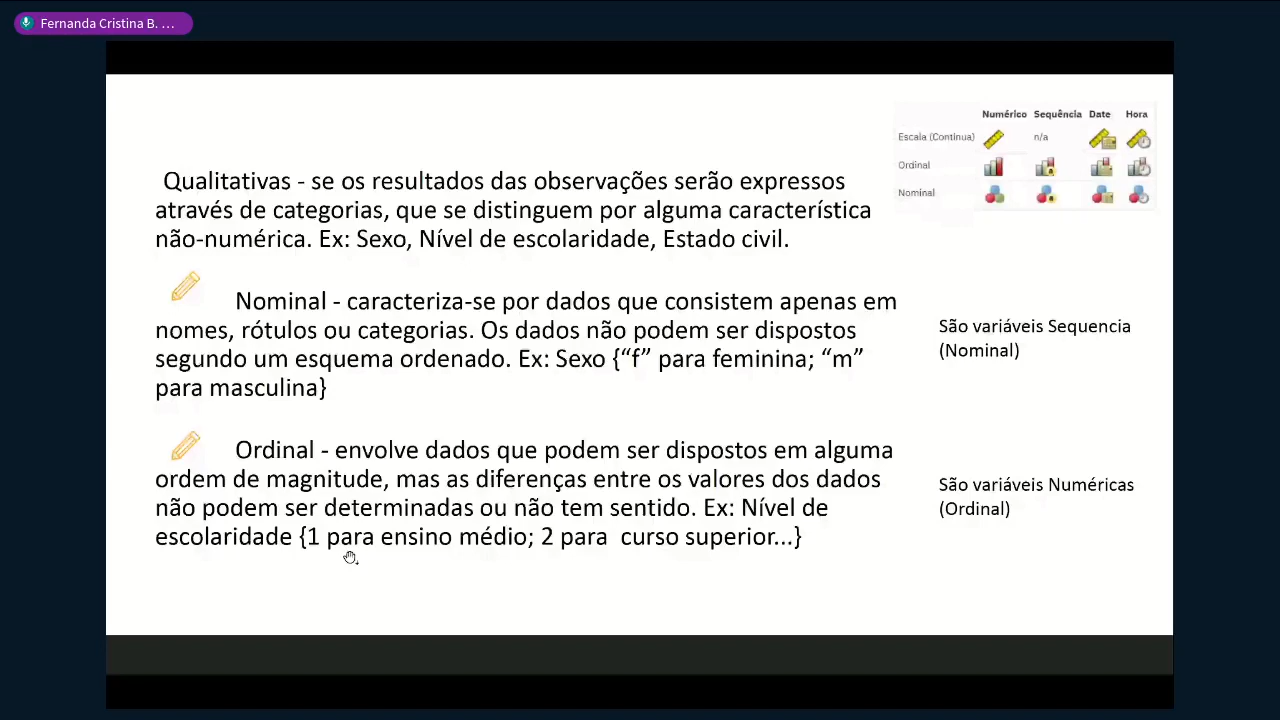 Fernanda Cristina B. ...
Numérico Sequência Date Hora
Escala (Contínua) n/a
Ordinal
Nominal
Qualitativas - se os resultados das observações serão expressos
através de categorias, que se distinguem por alguma característica
não-numérica. Ex: Sexo, Nível de escolaridade, Estado civil.
Nominal - caracteriza-se por dados que consistem apenas em
nomes, rótulos ou categorias. Os dados não podem ser dispostos
segundo um esquema ordenado. Ex: Sexo {“f” para feminina; “m”
para masculina}
São variáveis Sequencia
(Nominal)
Ordinal - envolve dados que podem ser dispostos em alguma
ordem de magnitude, mas as diferenças entre os valores dos dados
não podem ser determinadas ou não tem sentido. Ex: Nível de
escolaridade {1 para ensino médio; 2 para  curso superior...}
São variáveis Numéricas
(Ordinal)